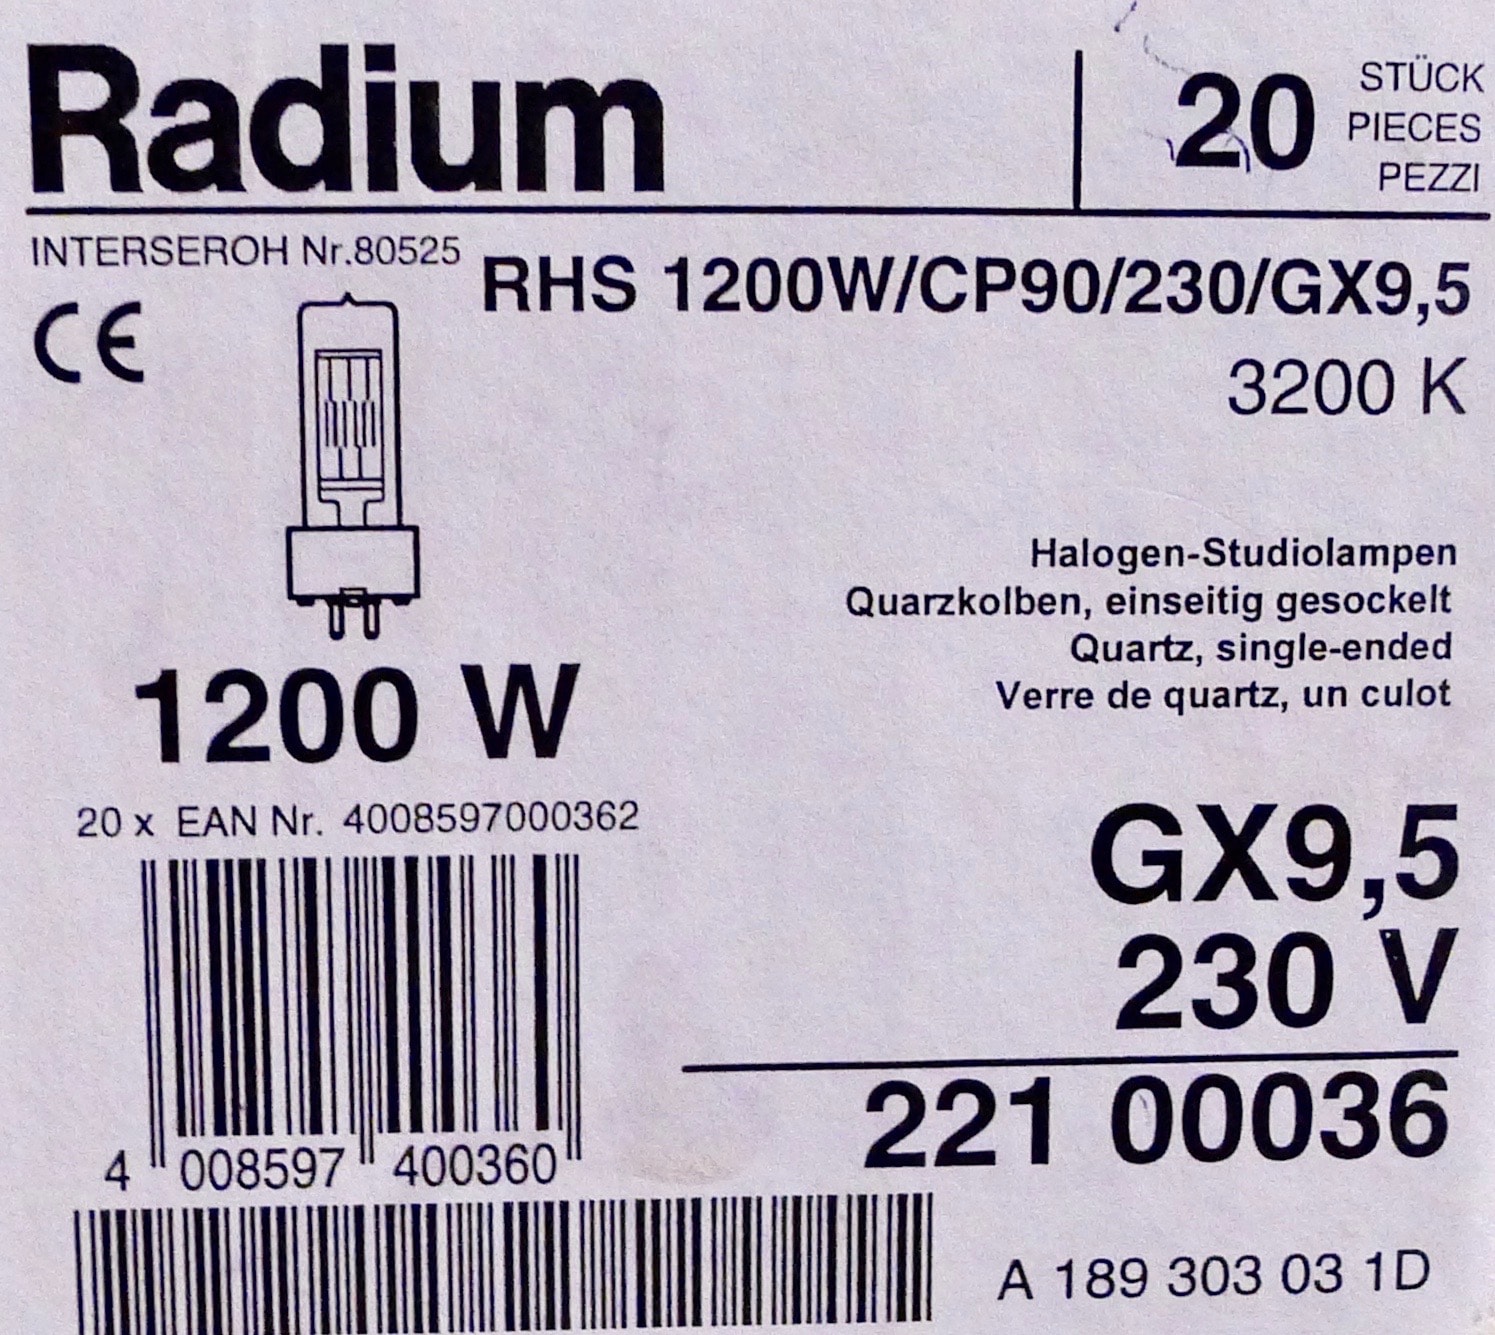 Radium
20 STÜCK
PIECES
PEZZI
INTERSEROH Nr.80525
RHS 1200W/CP90/230/GX9,5
CE
3200 K
Halogen-Studiolampen
Quarzkolben, einseitig gesockelt
Quartz, single-ended
Verre de quartz, un culot
1200 W
20 x EAN Nr. 4008597000362
GX9,5
230 V
221 00036
4 008597 400360
A 189 303 03 1D